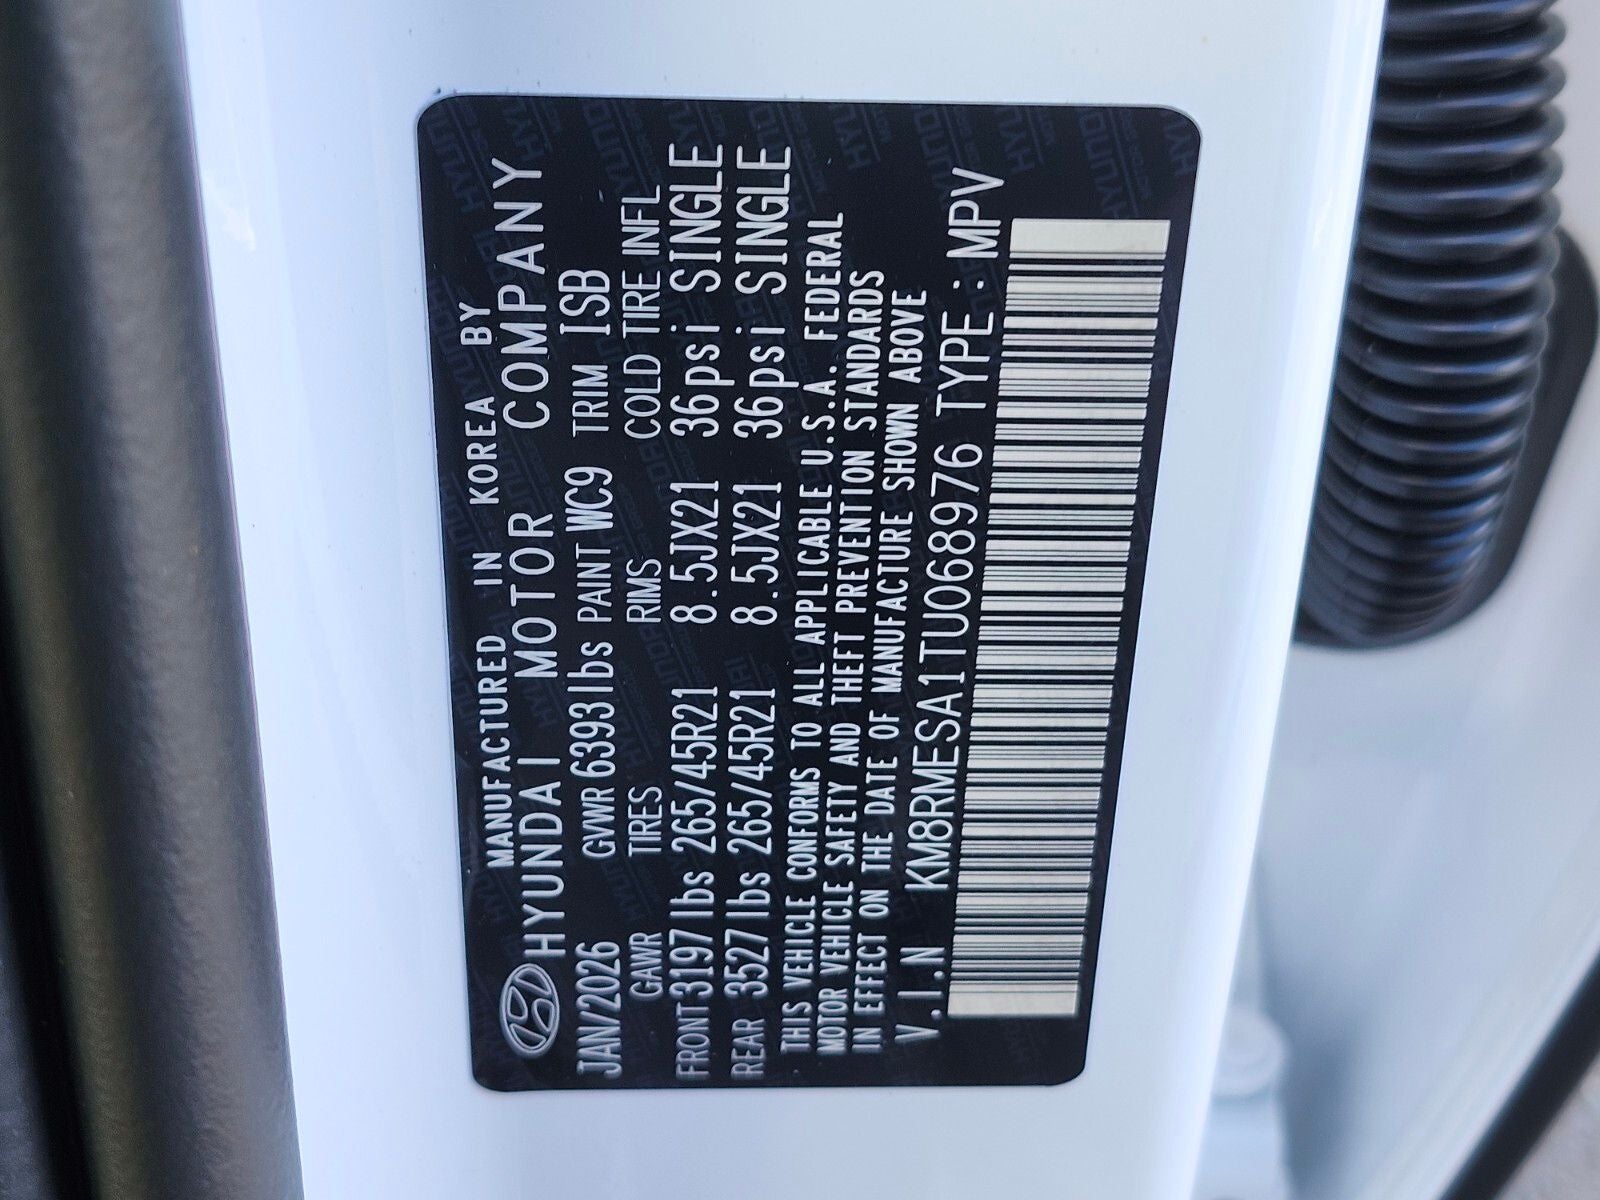 MANUFACTURED IN KOREA BY
HYUNDAI MOTOR COMPANY
JAN/2026 GVWR 6393lbs PAINT WC9 TRIM ISB
GAWR TIRES RIMS COLD TIRE INFL
FRONT 3197lbs 265/45R21 8.5JX21 36psi SINGLE
REAR 3527lbs 265/45R21 8.5JX21 36psi SINGLE
THIS VEHICLE CONFORMS TO ALL APPLICABLE U.S.A. FEDERAL
MOTOR VEHICLE SAFETY AND THEFT PREVENTION STANDARDS
IN EFFECT ON THE DATE OF MANUFACTURE SHOWN ABOVE
V.I.N KM8RMESA1TU068976 TYPE: MPV